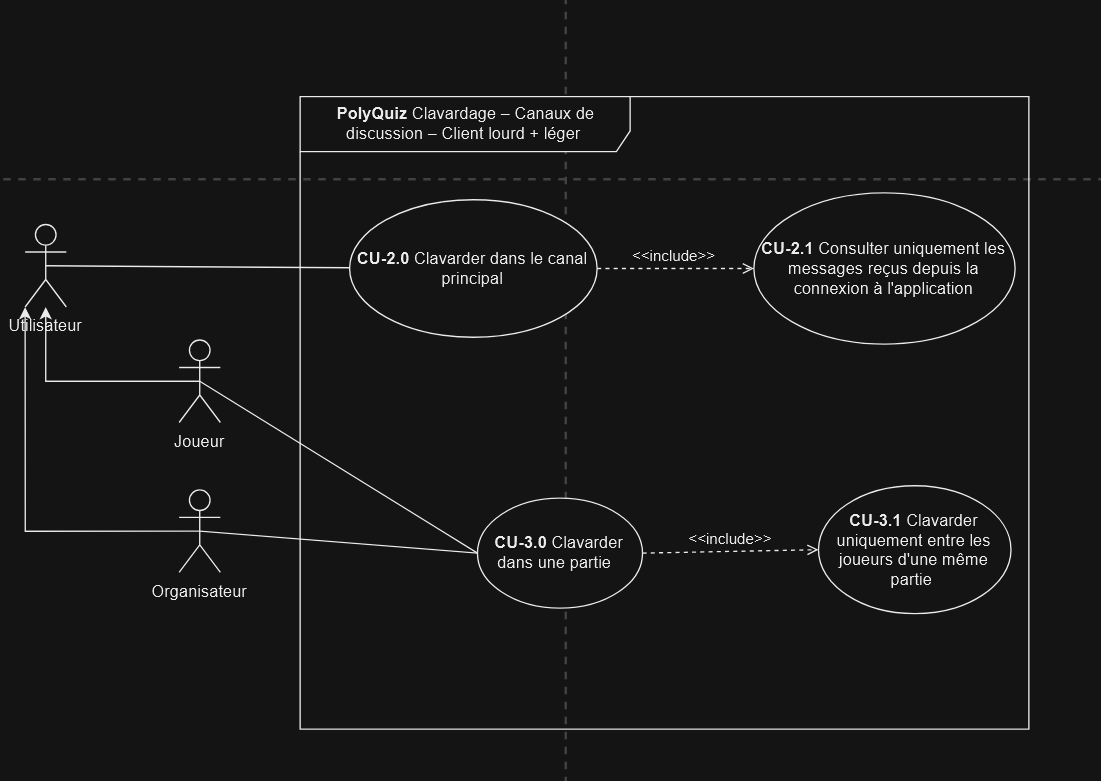 PolyQuiz Clavardage – Canaux de
discussion – Client lourd + léger
Utilisateur
CU-2.0 Clavarder dans le canal
principal
<<include>>
CU-2.1 Consulter uniquement les
messages reçus depuis la
connexion à l'application
Joueur
Organisateur
CU-3.0 Clavarder
dans une partie
<<include>>
CU-3.1 Clavarder
uniquement entre les
joueurs d'une même
partie